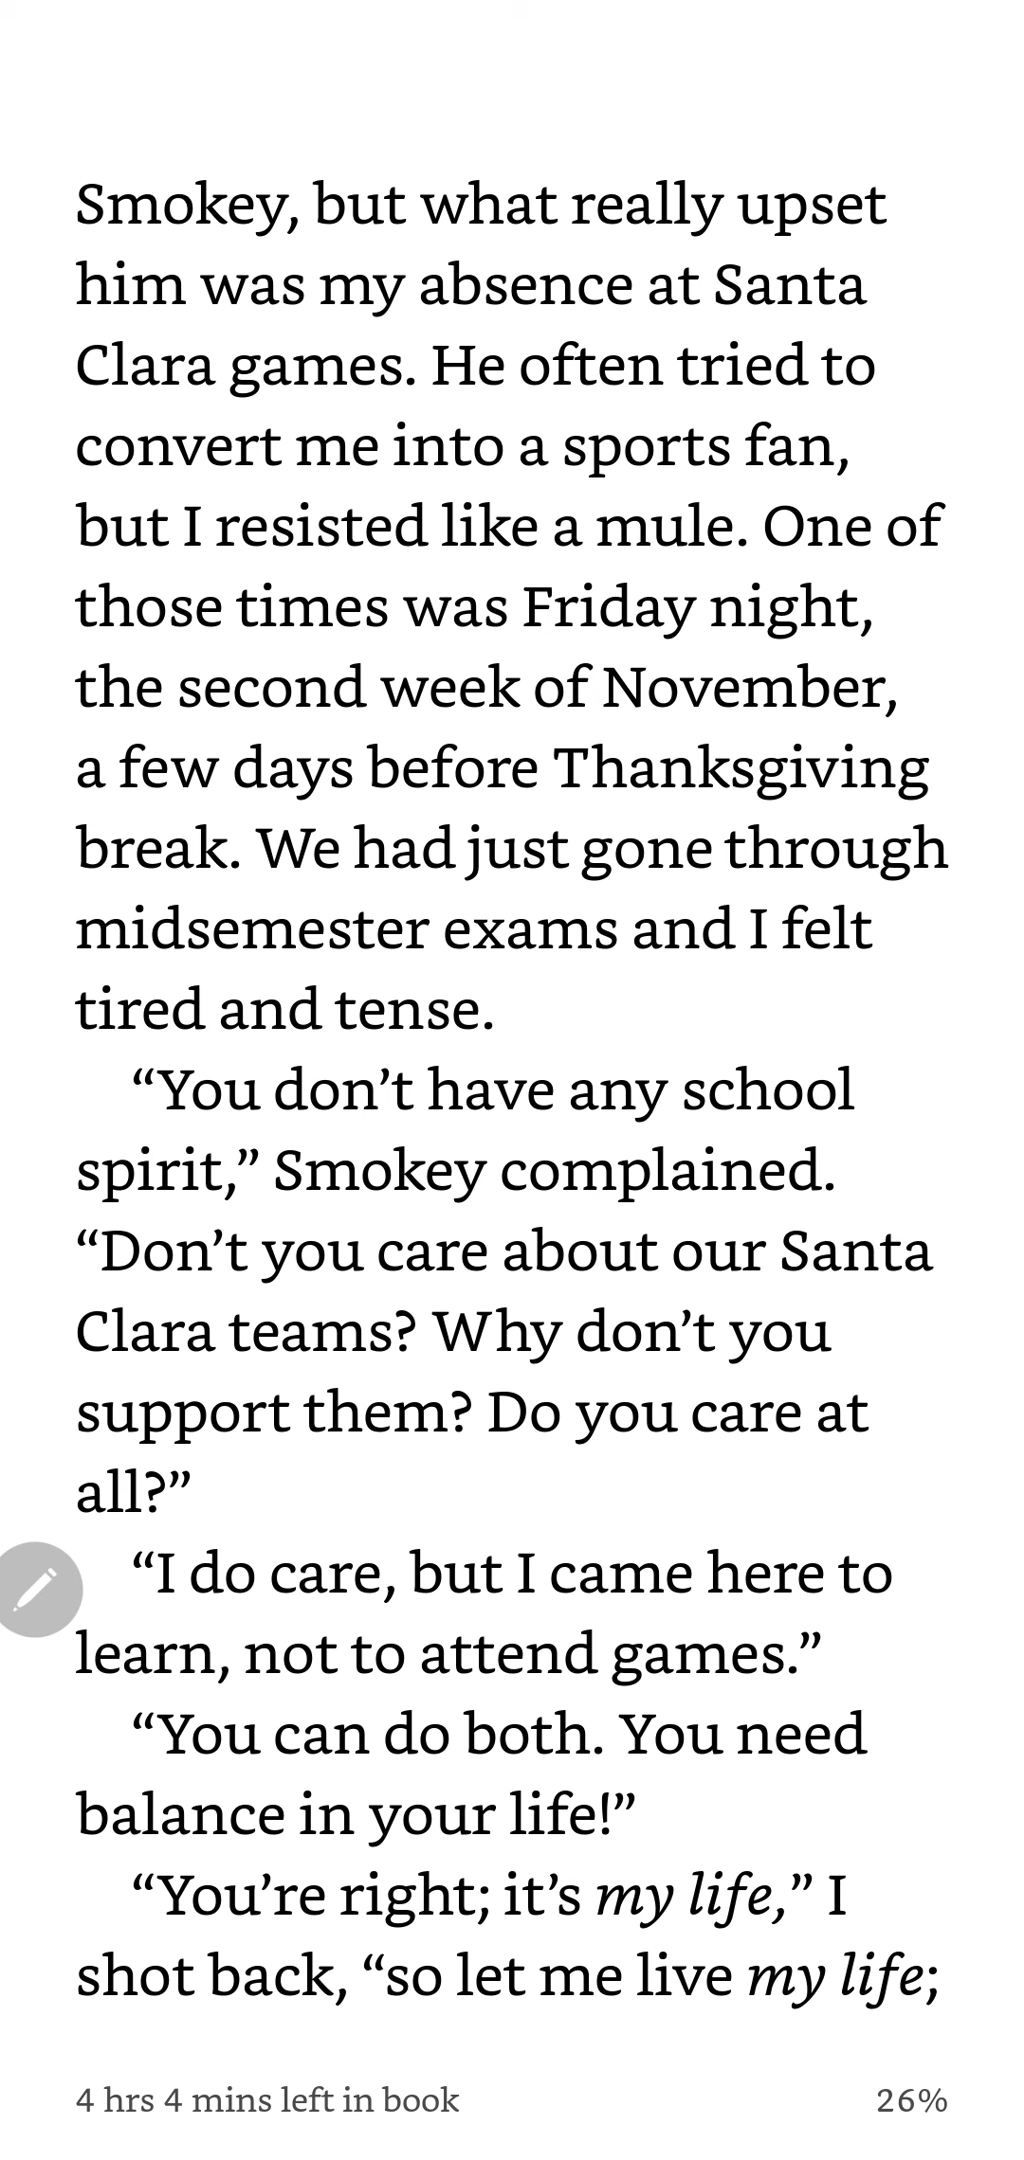 Smokey, but what really upset
him was my absence at Santa
Clara games. He often tried to
convert me into a sports fan,
but I resisted like a mule. One of
those times was Friday night,
the second week of November,
a few days before Thanksgiving
break. We had just gone through
midsemester exams and I felt
tired and tense.
“You don’t have any school
spirit,” Smokey complained.
“Don’t you care about our Santa
Clara teams? Why don’t you
support them? Do you care at
all?”
“I do care, but I came here to
learn, not to attend games.”
“You can do both. You need
balance in your life!”
“You’re right; it’s my life,” I
shot back, “so let me live my life;
4 hrs 4 mins left in book 26%